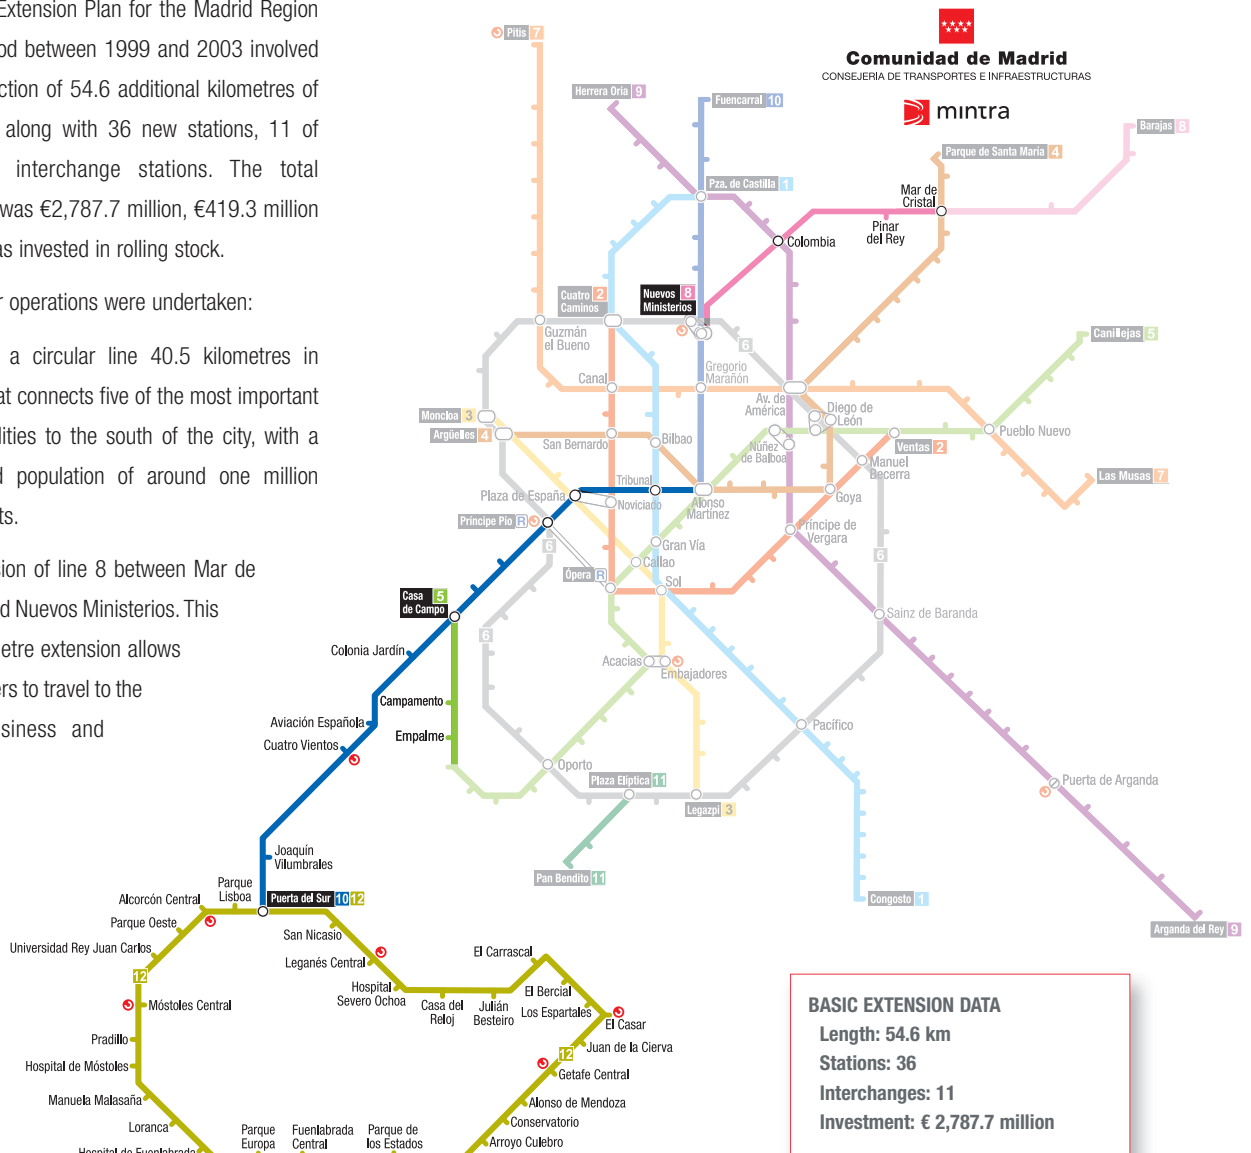 Extension Plan for the Madrid Region
od between 1999 and 2003 involved
ction of 54.6 additional kilometres of
along with 36 new stations, 11 of
interchange stations. The total
was €2,787.7 million, €419.3 million
as invested in rolling stock.
r operations were undertaken:
a circular line 40.5 kilometres in
at connects five of the most important
lities to the south of the city, with a
d population of around one million
ts.
sion of line 8 between Mar de
d Nuevos Ministerios. This
etre extension allows
ers to travel to the
siness and
Comunidad de Madrid
CONSEJERIA DE TRANSPORTES E INFRAESTRUCTURAS
mintra
Pitis 7
Herrera Oria 9
Fuencarral 10
Barajas 8
Parque de Santa María 4
Pza. de Castilla 1
Mar de
Cristal
Pinar
del Rey
Colombia
Cuatro 2
Caminos
Nuevos 8
Ministerios
Guzmán
el Bueno
6
Canillejas 5
Gregorio
Marañón
Canal
Av. de
América
Diego de
León
Moncloa 3
Argüelles 4
San Bernardo
Bilbao
Núñez
de Balboa
Ventas 2
Pueblo Nuevo
Manuel
Becerra
Las Musas 7
Tribunal
Plaza de España
Noviciado
Alonso
Martínez
Goya
Príncipe Pío R
Príncipe de
Vergara
6
Gran Vía
6
Callao
Ópera R
Sol
Casa 5
de Campo
Sainz de Baranda
6
Colonia Jardín
Acacias
Embajadores
Campamento
Aviación Española
Pacífico
Empalme
Cuatro Vientos
Oporto
Plaza Elíptica 11
Puerta de Arganda
Legazpi 3
Joaquín
Vilumbrales
Pan Bendito 11
Parque
Lisboa
Alcorcón Central
Puerta del Sur 10 12
Congosto 1
Parque Oeste
San Nicasio
Arganda del Rey 9
Universidad Rey Juan Carlos
Leganés Central
El Carrascal
12
Hospital
Severo Ochoa
El Bercial
Móstoles Central
Casa del
Reloj
Julián
Besteiro
Los Espartales
El Casar
Pradillo
Juan de la Cierva
12
Hospital de Móstoles
Getafe Central
Manuela Malasaña
Alonso de Mendoza
Loranca
Conservatorio
Parque
Europa
Fuenlabrada
Central
Parque de
los Estados
Arroyo Culebro
Hospital de Fuenlabrada
BASIC EXTENSION DATA
Length: 54.6 km
Stations: 36
Interchanges: 11
Investment: € 2,787.7 million